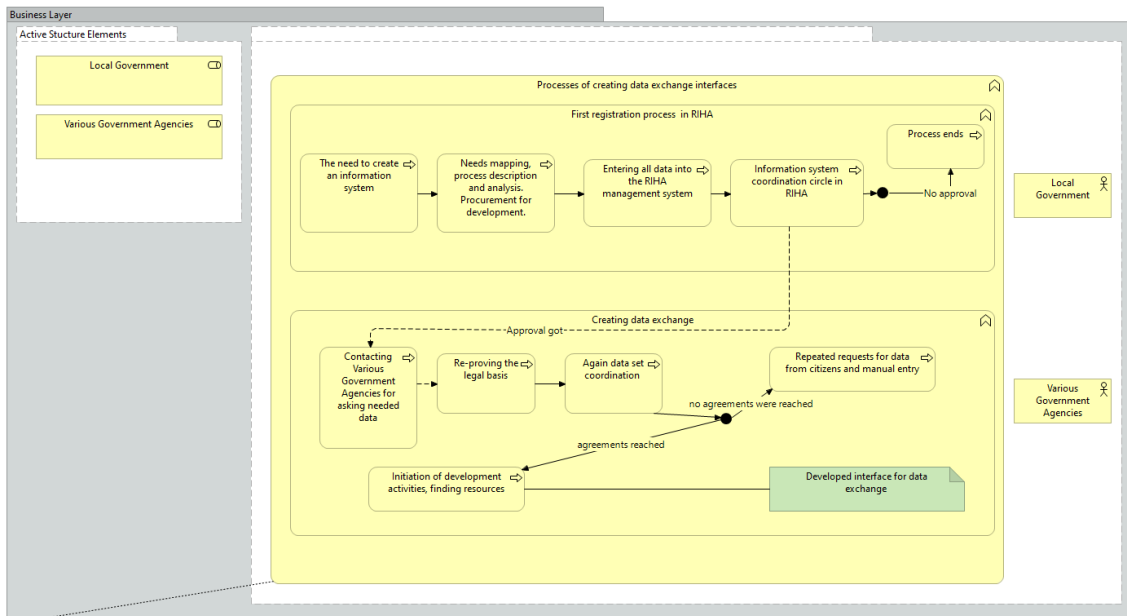 Business Layer
Active Stucture Elements
Local Government
Various Government Agencies
Processes of creating data exchange interfaces
First registration process in RIHA
Process ends
The need to create
an information
system
Needs mapping,
process description
and analysis.
Procurement for
development.
Entering all data into
the RIHA
management system
Information system
coordination circle in
RIHA
No approval
Local
Government
Creating data exchange
Approval got
Contacting
Various
Government
Agencies for
asking needed
data
Re-proving the
legal basis
Again data set
coordination
Repeated requests for data
from citizens and manual entry
no agreements were reached
Various
Government
Agencies
agreements reached
Initiation of development
activities, finding resources
Developed interface for data
exchange